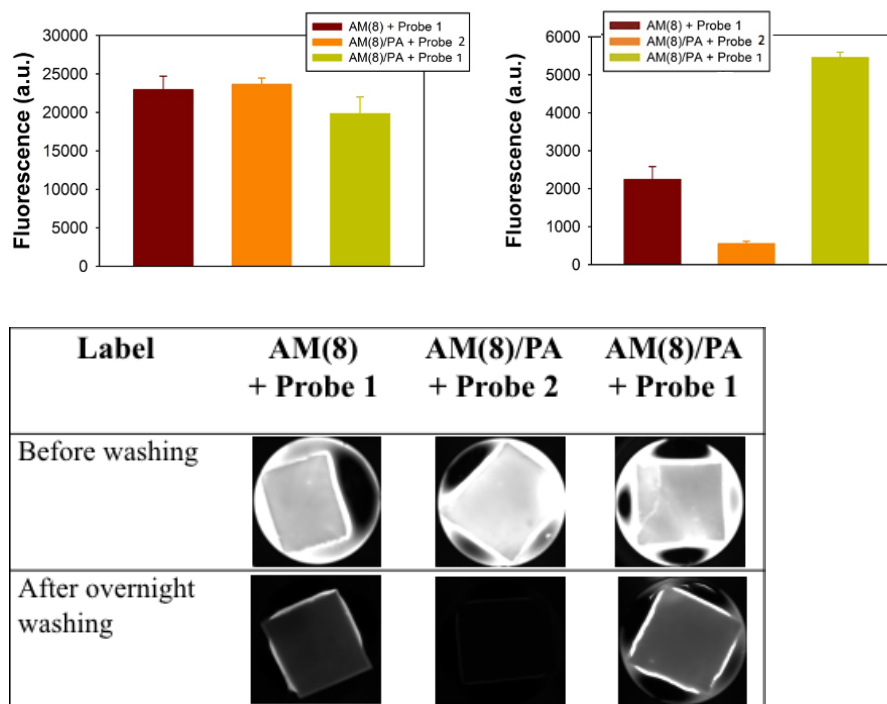 AM(8) + Probe 1
AM(8)/PA + Probe 2
AM(8)/PA + Probe 1
Fluorescence (a.u.)
30000
25000
20000
15000
10000
5000
0
AM(8) + Probe 1
AM(8)/PA + Probe 2
AM(8)/PA + Probe 1
Fluorescence (a.u.)
6000
5000
4000
3000
2000
1000
0
Label AM(8) AM(8)/PA AM(8)/PA
+ Probe 1 + Probe 2 + Probe 1
Before washing
After overnight
washing